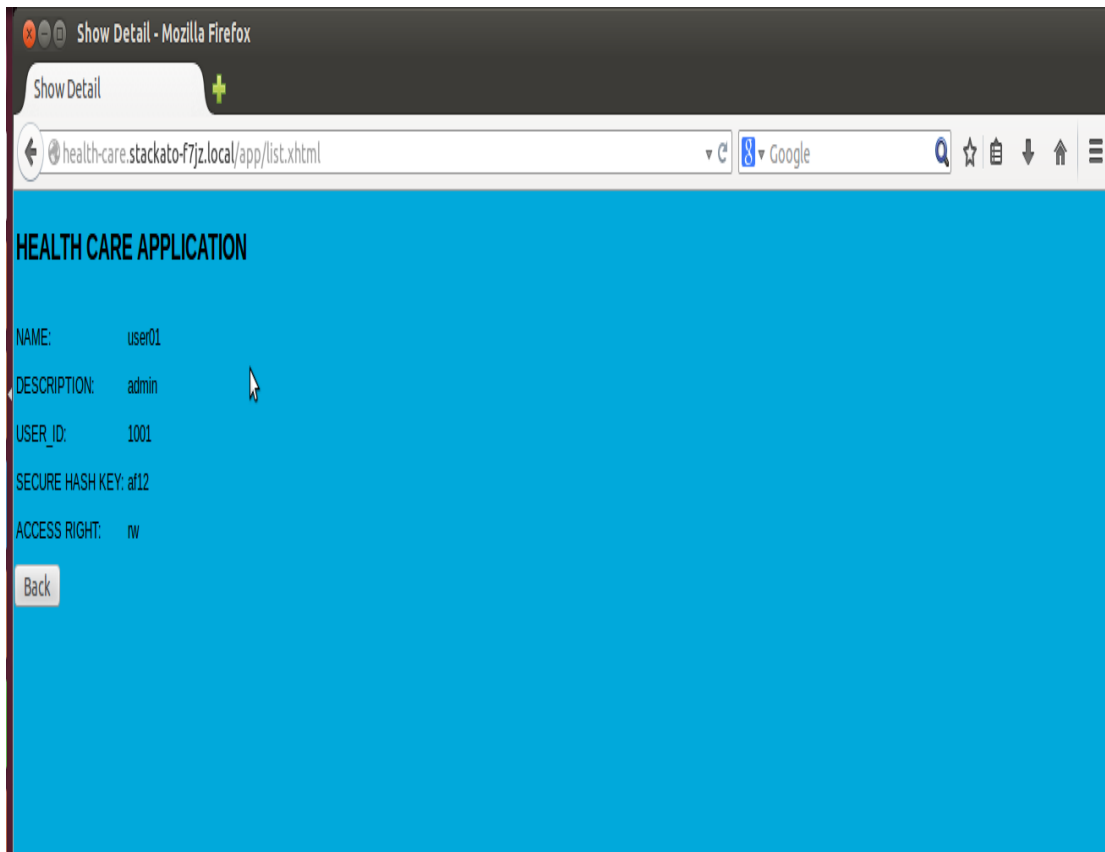 Show Detail - Mozilla Firefox
Show Detail
health-care.stackato-f7jz.local/app/list.xhtml
Google
HEALTH CARE APPLICATION
NAME: user01
DESCRIPTION: admin
USER_ID: 1001
SECURE HASH KEY: af12
ACCESS RIGHT: rw
Back